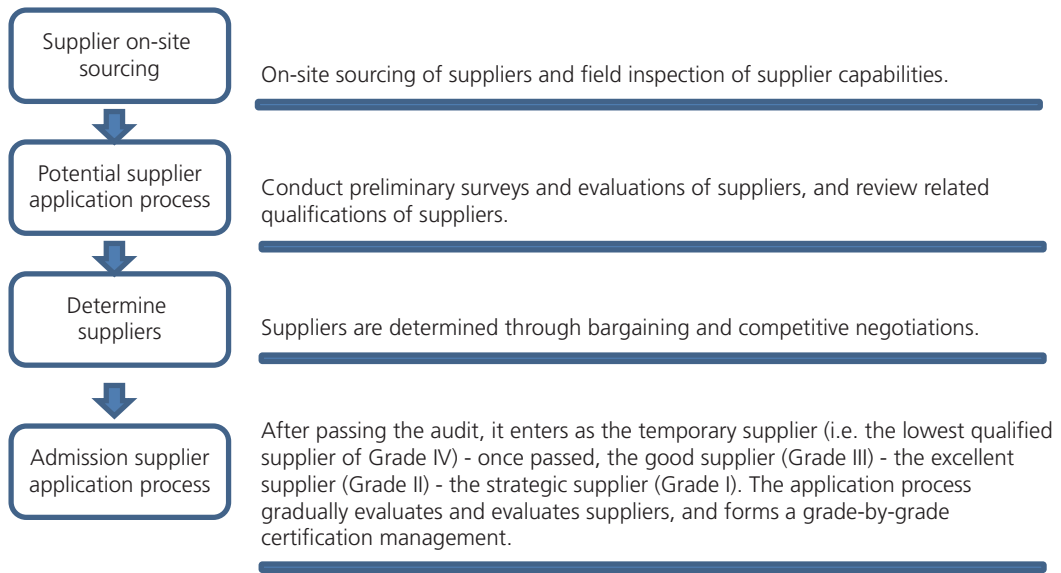 Supplier on-site
sourcing
On-site sourcing of suppliers and field inspection of supplier capabilities.
Potential supplier
application process
Conduct preliminary surveys and evaluations of suppliers, and review related
qualifications of suppliers.
Determine
suppliers
Suppliers are determined through bargaining and competitive negotiations.
Admission supplier
application process
After passing the audit, it enters as the temporary supplier (i.e. the lowest qualified
supplier of Grade IV) - once passed, the good supplier (Grade III) - the excellent
supplier (Grade II) - the strategic supplier (Grade I). The application process
gradually evaluates and evaluates suppliers, and forms a grade-by-grade
certification management.